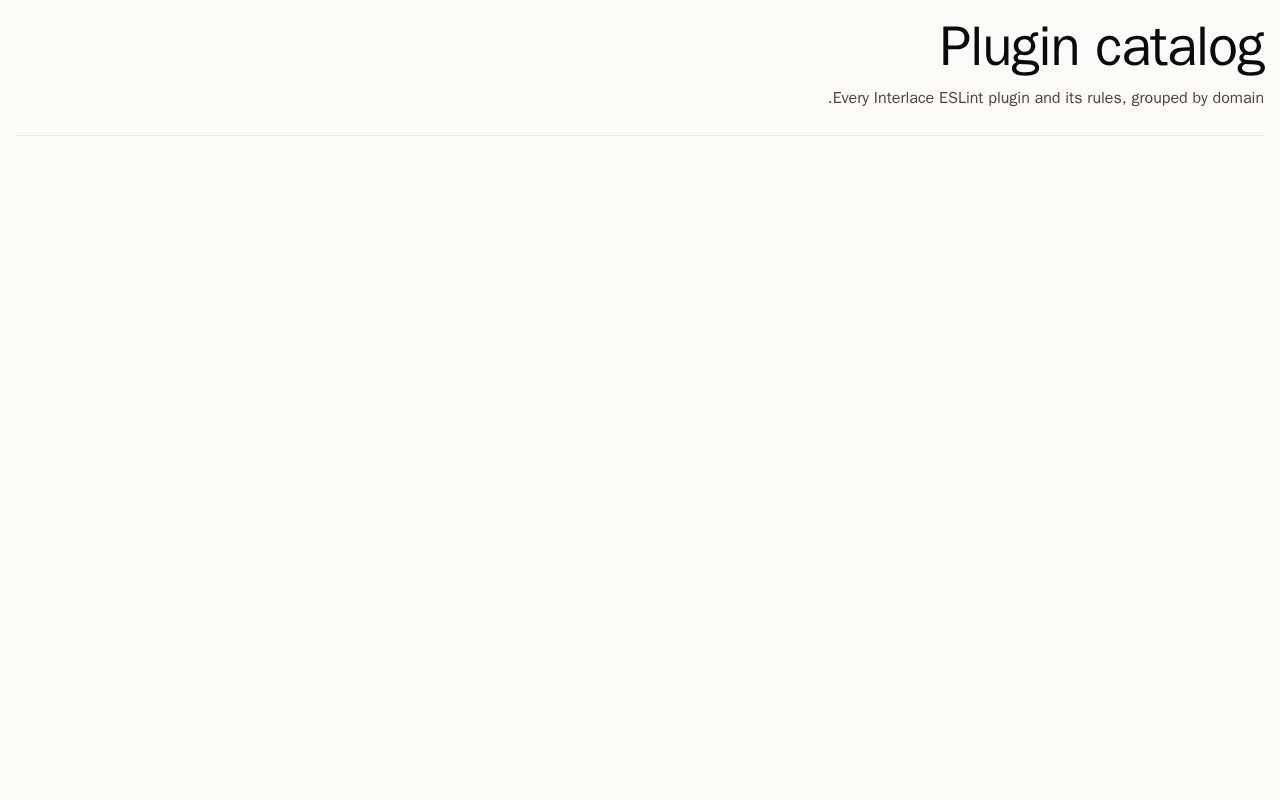 Plugin catalog
.Every Interlace ESLint plugin and its rules, grouped by domain